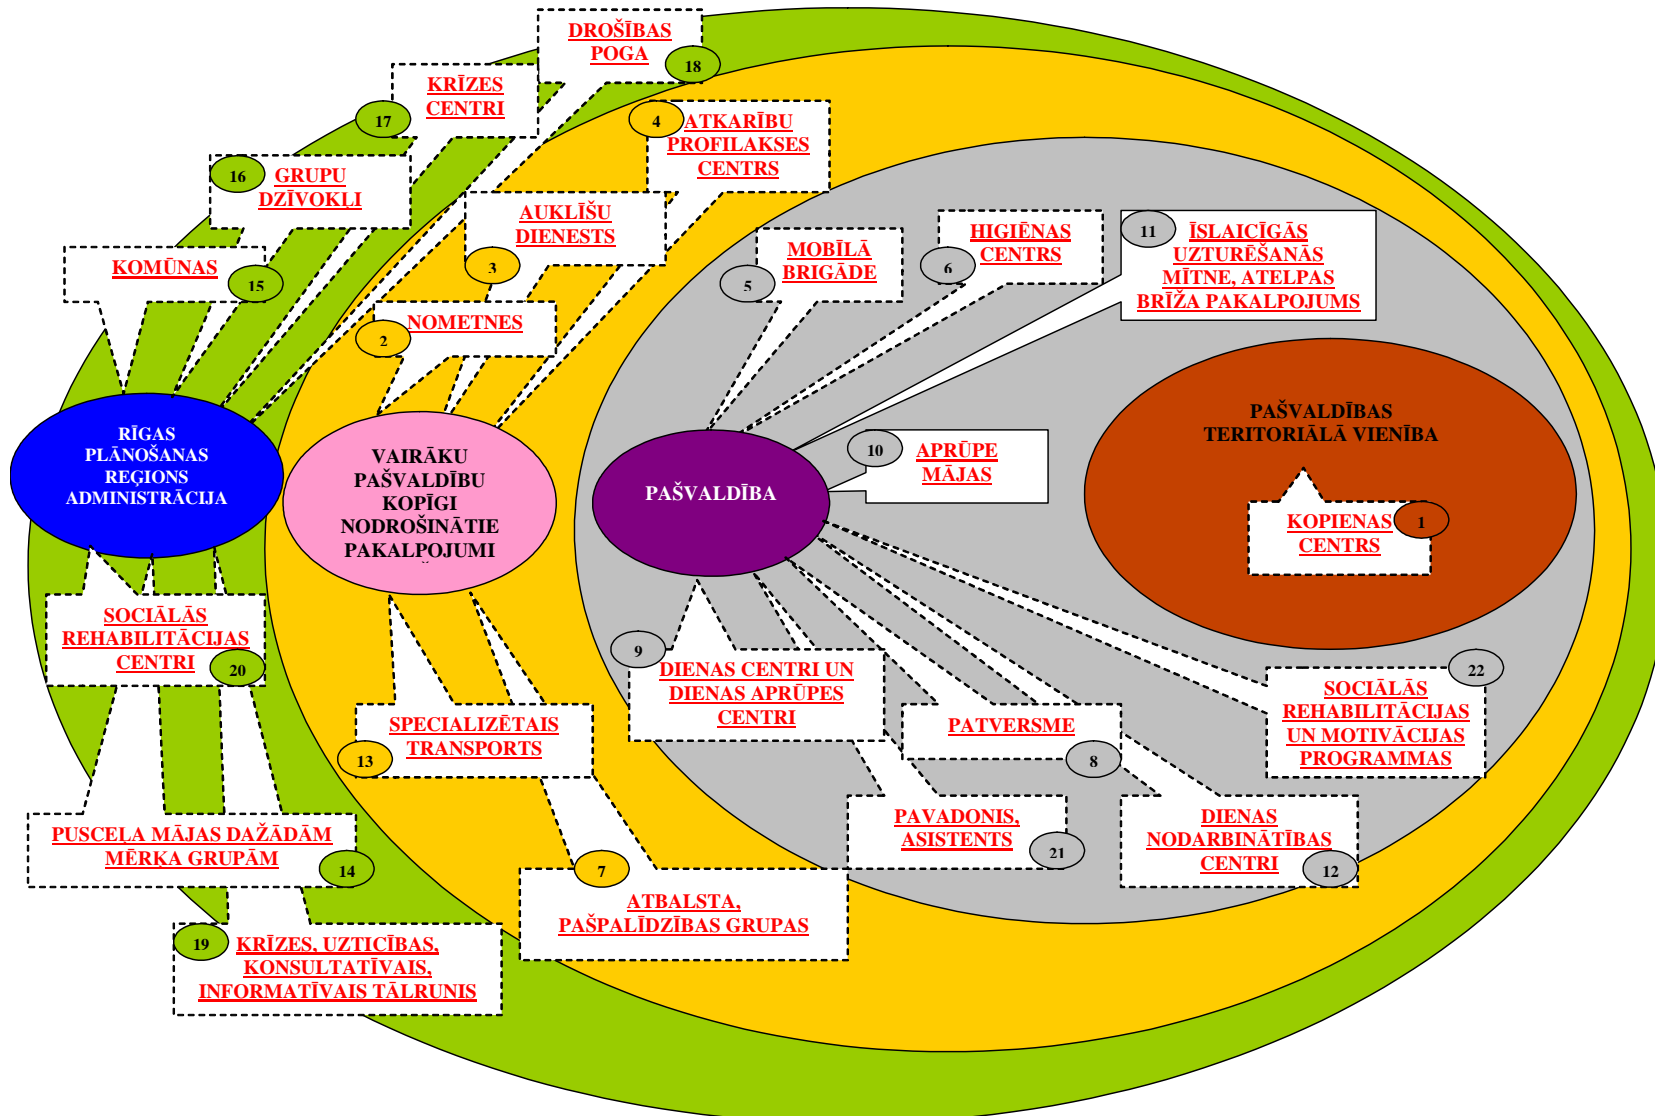 DROŠĪBAS
POGA
18
KRĪZES
CENTRI
17
4
ATKARĪBU
PROFILAKSES
CENTRS
16
GRUPU
DZĪVOKĻI
AUKLĪŠU
DIENESTS
3
KOMŪNAS
15
NOMETNES
2
MOBĪLĀ
BRIGĀDE
5
HIGIĒNAS
CENTRS
6
11
ĪSLAICĪGĀS
UZTURĒŠANĀS
MĪTNE, ATELPAS
BRĪŽA PAKALPOJUMS
RĪGAS
PLĀNOŠANAS
REĢIONS
ADMINISTRĀCIJA
VAIRĀKU
PAŠVALDĪBU
KOPĪGI
NODROŠINĀTIE
PAKALPOJUMI
PAŠVALDĪBA
10
APRŪPE
MĀJAS
PAŠVALDĪBAS
TERITORIĀLĀ VIENĪBA
KOPIENAS
CENTRS
1
SOCIĀLĀS
REHABILITĀCIJAS
CENTRI
20
9
DIENAS CENTRI UN
DIENAS APRŪPES
CENTRI
22
SOCIĀLĀS
REHABILITĀCIJAS
UN MOTIVĀCIJAS
PROGRAMMAS
SPECIALIZĒTAIS
TRANSPORTS
13
PATVERSME
8
PUSCEĻA MĀJAS DAŽĀDĀM
MĒRĶA GRUPĀM
14
PAVADONIS,
ASISTENTS
21
DIENAS
NODARBINĀTĪBAS
CENTRI
12
7
ATBALSTA,
PAŠPALĪDZĪBAS GRUPAS
19
KRĪZES, UZTICĪBAS,
KONSULTATĪVAIS,
INFORMATĪVAIS TĀLRUNIS